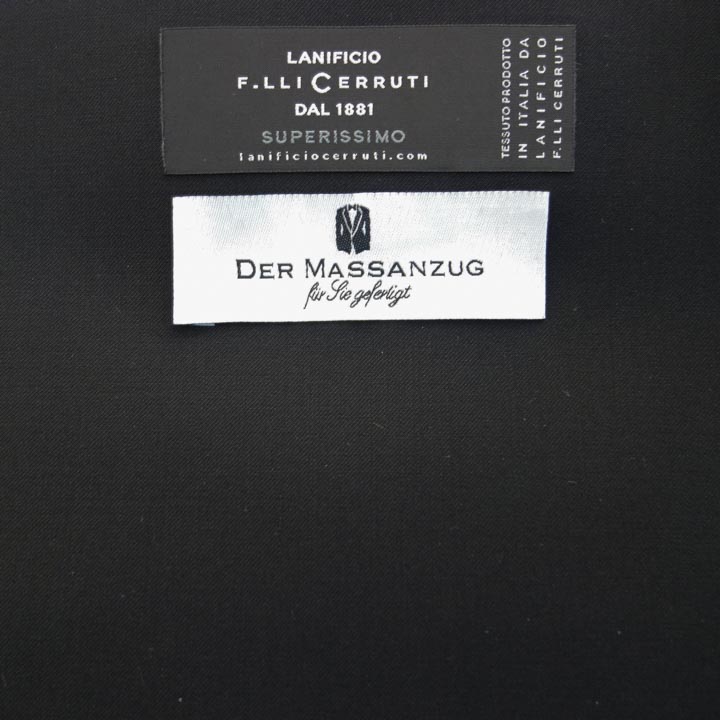 LANIFICIO
F.LLI CERRUTI
DAL 1881
SUPERISSIMO
lanificiocerruti.com
TESSUTO PRODOTTO
IN ITALIA DA
LANIFICIO
F.LLI CERRUTI
DER MASSANZUG
für Sie gefertigt